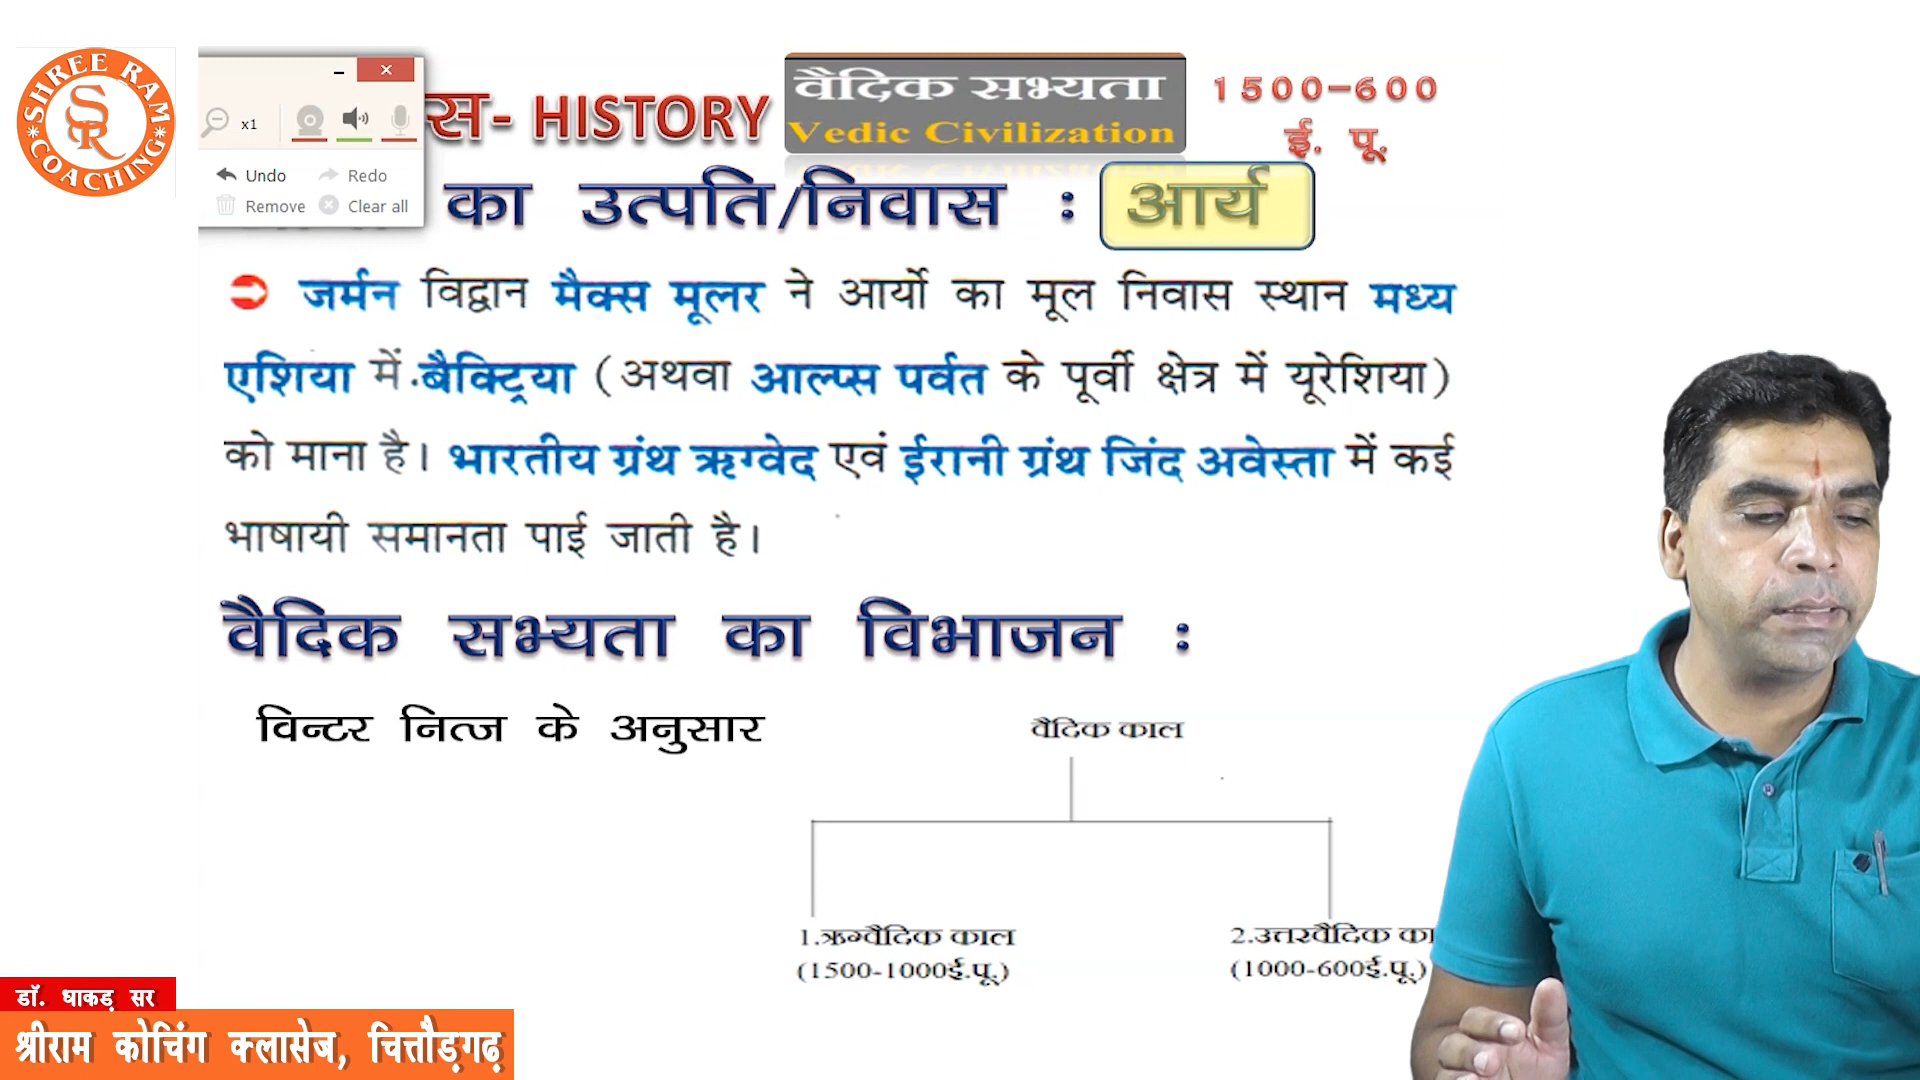 SHREE RAM
SR
COACHING
x1
Undo
Redo
Remove
Clear all
स- HISTORY
वैदिक सभ्यता
Vedic Civilization
1500-600
ई. पू.
का उत्पति/निवास : आर्य
जर्मन विद्वान मैक्स मूलर ने आर्यो का मूल निवास स्थान मध्य
एशिया में बैक्ट्रिया (अथवा आल्प्स पर्वत के पूर्वी क्षेत्र में यूरेशिया)
को माना है। भारतीय ग्रंथ ऋग्वेद एवं ईरानी ग्रंथ जिंद अवेस्ता में कई
भाषायी समानता पाई जाती है।
वैदिक सभ्यता का विभाजन :
विन्टर नित्ज के अनुसार
वैदिक काल
1.ऋग्वैदिक काल
(1500-1000ई.पू.)
2.उत्तरवैदिक का
(1000-600ई.पू.)
डॉ. धाकड़ सर
श्रीराम कोचिंग क्लासेज, चित्तौड़गढ़